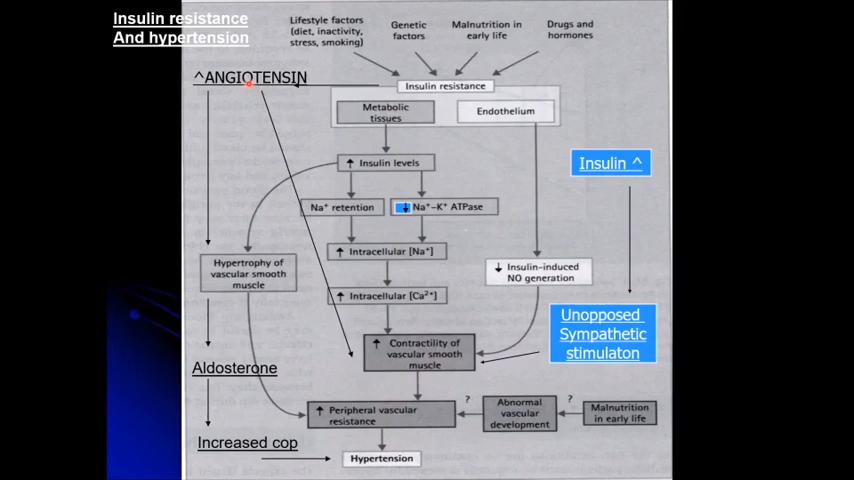 Insulin resistance
And hypertension
Lifestyle factors
(diet, inactivity,
stress, smoking)
Genetic
factors
Malnutrition in
early life
Drugs and
hormones
^ANGIOTENSIN
Insulin resistance
Metabolic
tissues
Endothelium
↑ Insulin levels
Insulin ^
Na⁺ retention
↓ Na⁺–K⁺ ATPase
↑ Intracellular [Na⁺]
Hypertrophy of
vascular smooth
muscle
↓ Insulin-induced
NO generation
↑ Intracellular [Ca²⁺]
Unopposed
Sympathetic
stimulaton
↑ Contractility of
vascular smooth
muscle
Aldosterone
↑ Peripheral vascular
resistance
?
Abnormal
vascular
development
?
Malnutrition
in early life
Increased cop
Hypertension